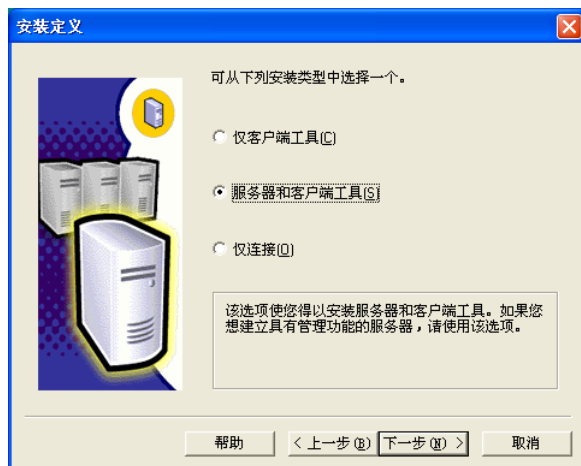 安装定义
可从下列安装类型中选择一个。
仅客户端工具(C)
服务器和客户端工具(S)
仅连接(O)
该选项使您得以安装服务器和客户端工具。如果您
想建立具有管理功能的服务器，请使用该选项。
帮助
< 上一步(B)
下一步(N) >
取消